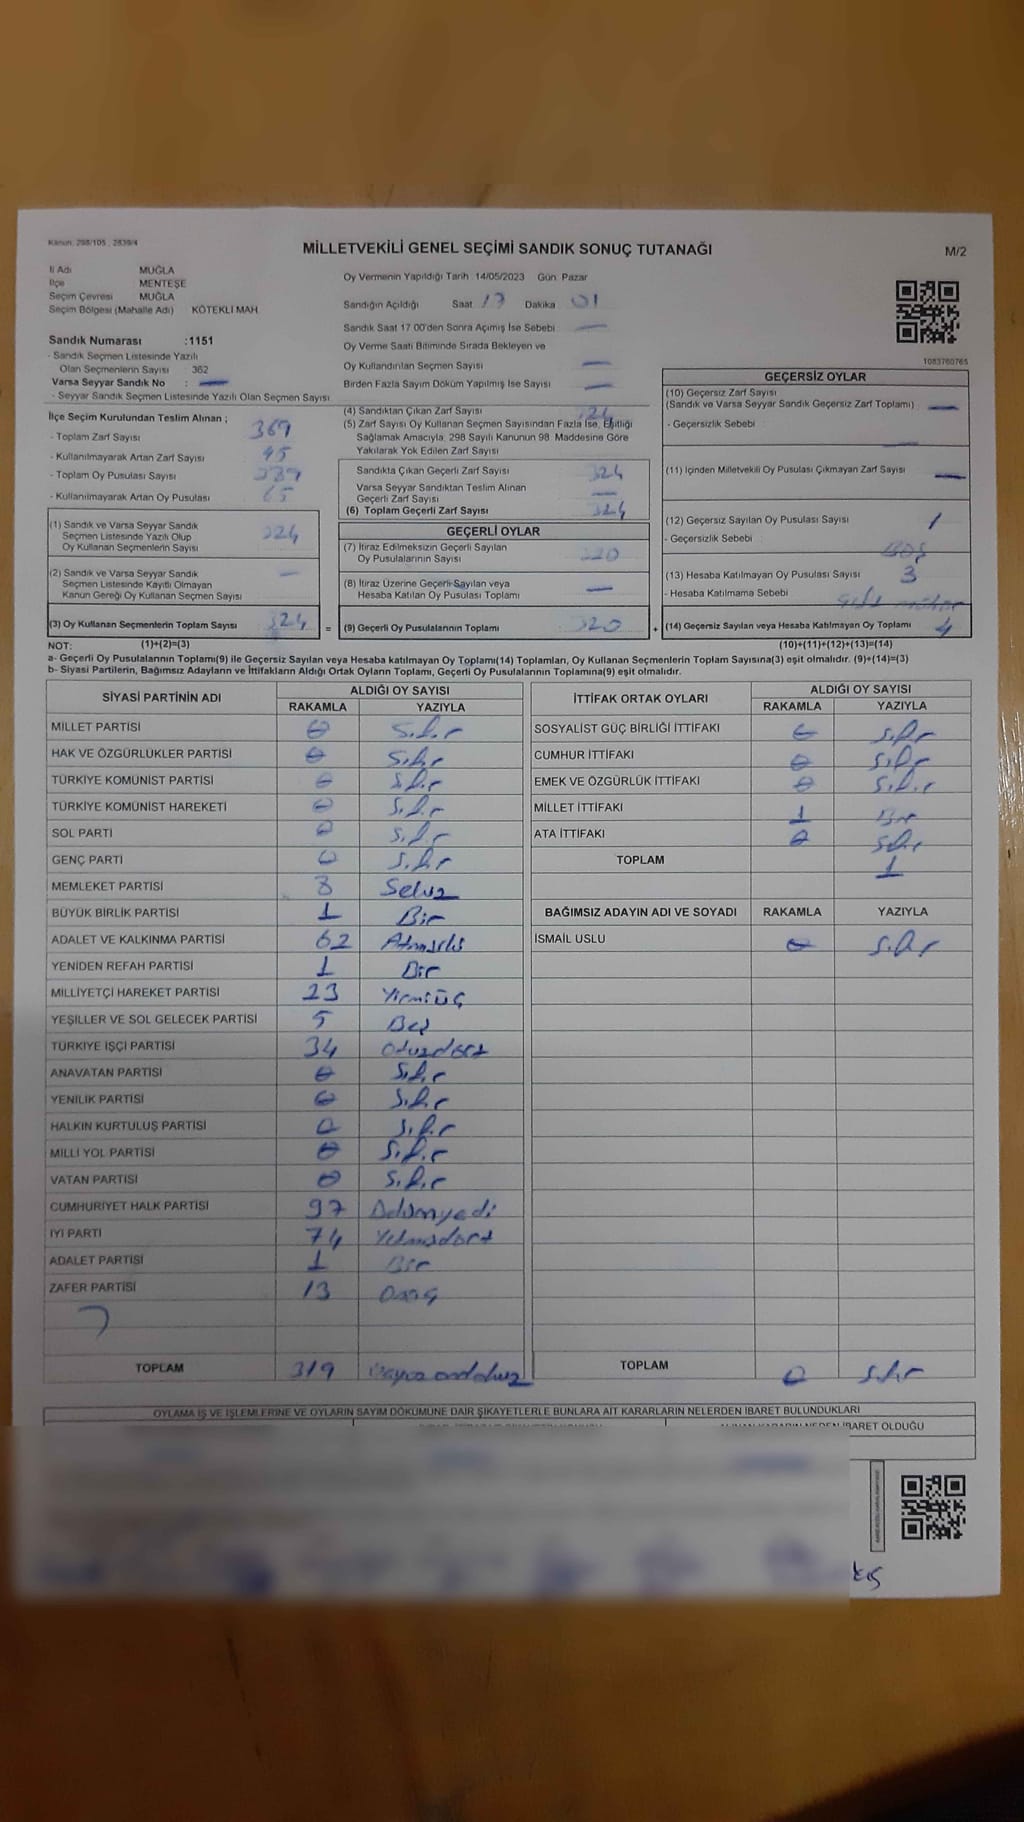 Kanun, 298/105 , 2839/4
MİLLETVEKİLİ GENEL SEÇİMİ SANDIK SONUÇ TUTANAĞI
M/2
İl Adı MUĞLA
İlçe MENTEŞE
Seçim Çevresi MUĞLA
Seçim Bölgesi (Mahalle Adı) KÖTEKLİ MAH
Sandık Numarası :1151
- Sandık Seçmen Listesinde Yazılı
Olan Seçmenlerin Sayısı 362
Varsa Seyyar Sandık No : —
- Seyyar Sandık Seçmen Listesinde Yazılı Olan Seçmen Sayısı
Oy Vermenin Yapıldığı Tarih 14/05/2023 Gün Pazar
Sandığın Açıldığı Saat 17 Dakika 01
Sandık Saat 17 00'den Sonra Açımış İse Sebebi —
Oy Verme Saati Bitiminde Sırada Bekleyen ve
Oy Kullandırılan Seçmen Sayısı —
Birden Fazla Sayım Döküm Yapılmış İse Sayısı —
1083760765
İlçe Seçim Kurulundan Teslim Alınan ;
- Toplam Zarf Sayısı 369
- Kullanılmayarak Artan Zarf Sayısı 45
- Toplam Oy Pusulası Sayısı
- Kullanılmayarak Artan Oy Pusulası
(1) Sandık ve Varsa Seyyar Sandık
Seçmen Listesinde Yazılı Olup
Oy Kullanan Seçmenlerin Sayısı 324
(2) Sandık ve Varsa Seyyar Sandık
Seçmen Listesinde Kayıtlı Olmayan
Kanun Gereği Oy Kullanan Seçmen Sayısı —
(3) Oy Kullanan Seçmenlerin Toplam Sayısı 324 =
(1)+(2)=(3)
(4) Sandıktan Çıkan Zarf Sayısı 324
(5) Zarf Sayısı Oy Kullanan Seçmen Sayısından Fazla İse, Eşitliği
Sağlamak Amacıyla, 298 Sayılı Kanunun 98. Maddesine Göre
Yakılarak Yok Edilen Zarf Sayısı
Sandıkta Çıkan Geçerli Zarf Sayısı 324
Varsa Seyyar Sandıktan Teslim Alınan
Geçerli Zarf Sayısı —
(6) Toplam Geçerli Zarf Sayısı 324
GEÇERLİ OYLAR
(7) İtiraz Edilmeksizin Geçerli Sayılan
Oy Pusulalarının Sayısı 320
(8) İtiraz Üzerine Geçerli Sayılan veya
Hesaba Katılan Oy Pusulası Toplamı —
(9) Geçerli Oy Pusulalarının Toplamı 320 +
GEÇERSİZ OYLAR
(10) Geçersiz Zarf Sayısı
(Sandık ve Varsa Seyyar Sandık Geçersiz Zarf Toplamı) —
- Geçersizlik Sebebi —
(11) İçinden Milletvekili Oy Pusulası Çıkmayan Zarf Sayısı —
(12) Geçersiz Sayılan Oy Pusulası Sayısı 1
- Geçersizlik Sebebi Boş
(13) Hesaba Katılmayan Oy Pusulası Sayısı 3
- Hesaba Katılmama Sebebi
(14) Geçersiz Sayılan veya Hesaba Katılmayan Oy Toplamı 4
(10)+(11)+(12)+(13)=(14)
NOT:
a- Geçerli Oy Pusulalarının Toplamı(9) ile Geçersiz Sayılan veya Hesaba katılmayan Oy Toplamı(14) Toplamları, Oy Kullanan Seçmenlerin Toplam Sayısına(3) eşit olmalıdır. (9)+(14)=(3)
b- Siyasi Partilerin, Bağımsız Adayların ve İttifakların Aldığı Ortak Oyların Toplamı, Geçerli Oy Pusulalarının Toplamına(9) eşit olmalıdır.
SİYASİ PARTİNİN ADI ALDIĞI OY SAYISI
RAKAMLA YAZIYLA
MİLLET PARTİSİ 0 Sıfır
HAK VE ÖZGÜRLÜKLER PARTİSİ 0 Sıfır
TÜRKİYE KOMÜNİST PARTİSİ 0 Sıfır
TÜRKİYE KOMÜNİST HAREKETİ 0 Sıfır
SOL PARTİ 0 Sıfır
GENÇ PARTİ 0 Sıfır
MEMLEKET PARTİSİ 8 Sekız
BÜYÜK BİRLİK PARTİSİ 1 Bir
ADALET VE KALKINMA PARTİSİ 62 Atmışiki
YENİDEN REFAH PARTİSİ 1 Bir
MİLLİYETÇİ HAREKET PARTİSİ 23 Yirmiüç
YEŞİLLER VE SOL GELECEK PARTİSİ 5 Beş
TÜRKİYE İŞÇİ PARTİSİ 34 Otuzdört
ANAVATAN PARTİSİ 0 Sıfır
YENİLİK PARTİSİ 0 Sıfır
HALKIN KURTULUŞ PARTİSİ 0 Sıfır
MİLLİ YOL PARTİSİ 0 Sıfır
VATAN PARTİSİ 0 Sıfır
CUMHURİYET HALK PARTİSİ 97 Doksanyedi
İYİ PARTİ 74 Yetmişdört
ADALET PARTİSİ 1 Bir
ZAFER PARTİSİ 13 Onüç
TOPLAM 319 Üçyüzondokuz
İTTİFAK ORTAK OYLARI ALDIĞI OY SAYISI
RAKAMLA YAZIYLA
SOSYALİST GÜÇ BİRLİĞİ İTTİFAKI 0 Sıfır
CUMHUR İTTİFAKI 0 Sıfır
EMEK VE ÖZGÜRLÜK İTTİFAKI 0 Sıfır
MİLLET İTTİFAKI 1 Bir
ATA İTTİFAKI 0 Sıfır
TOPLAM 1
BAĞIMSIZ ADAYIN ADI VE SOYADI RAKAMLA YAZIYLA
İSMAİL USLU 0 Sıfır
TOPLAM 0 Sıfır
OYLAMA İŞ VE İŞLEMLERİNE VE OYLARIN SAYIM DÖKÜMÜNE DAİR ŞİKAYETLERLE BUNLARA AİT KARARLARIN NELERDEN İBARET BULUNDUKLARI
İBARET OLDUĞU